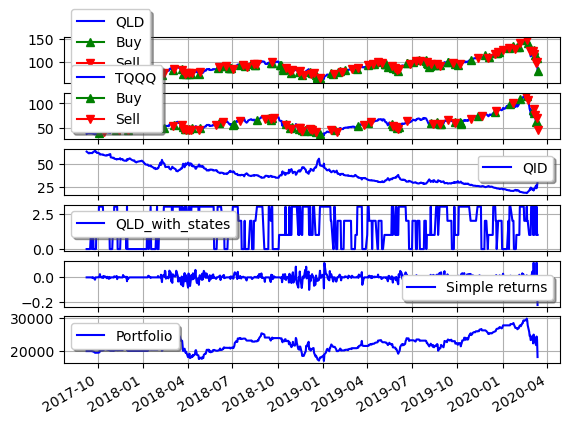 QLD
Buy
Sell
150
100
TQQQ
Buy
Sell
100
50
QID
50
25
QLD_with_states
2.5
0.0
Simple returns
0.0
−0.2
Portfolio
30000
20000
2017-10
2018-01
2018-04
2018-07
2018-10
2019-01
2019-04
2019-07
2019-10
2020-01
2020-04